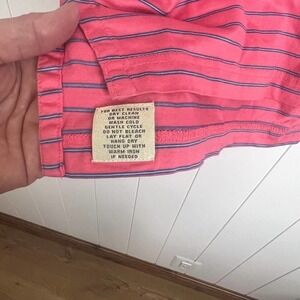 FOR BEST RESULTS
DRY CLEAN
OR MACHINE
WASH COLD
GENTLE CYCLE
DO NOT BLEACH
LAY FLAT OR
HANG DRY
TOUCH UP WITH
WARM IRON
IF NEEDED